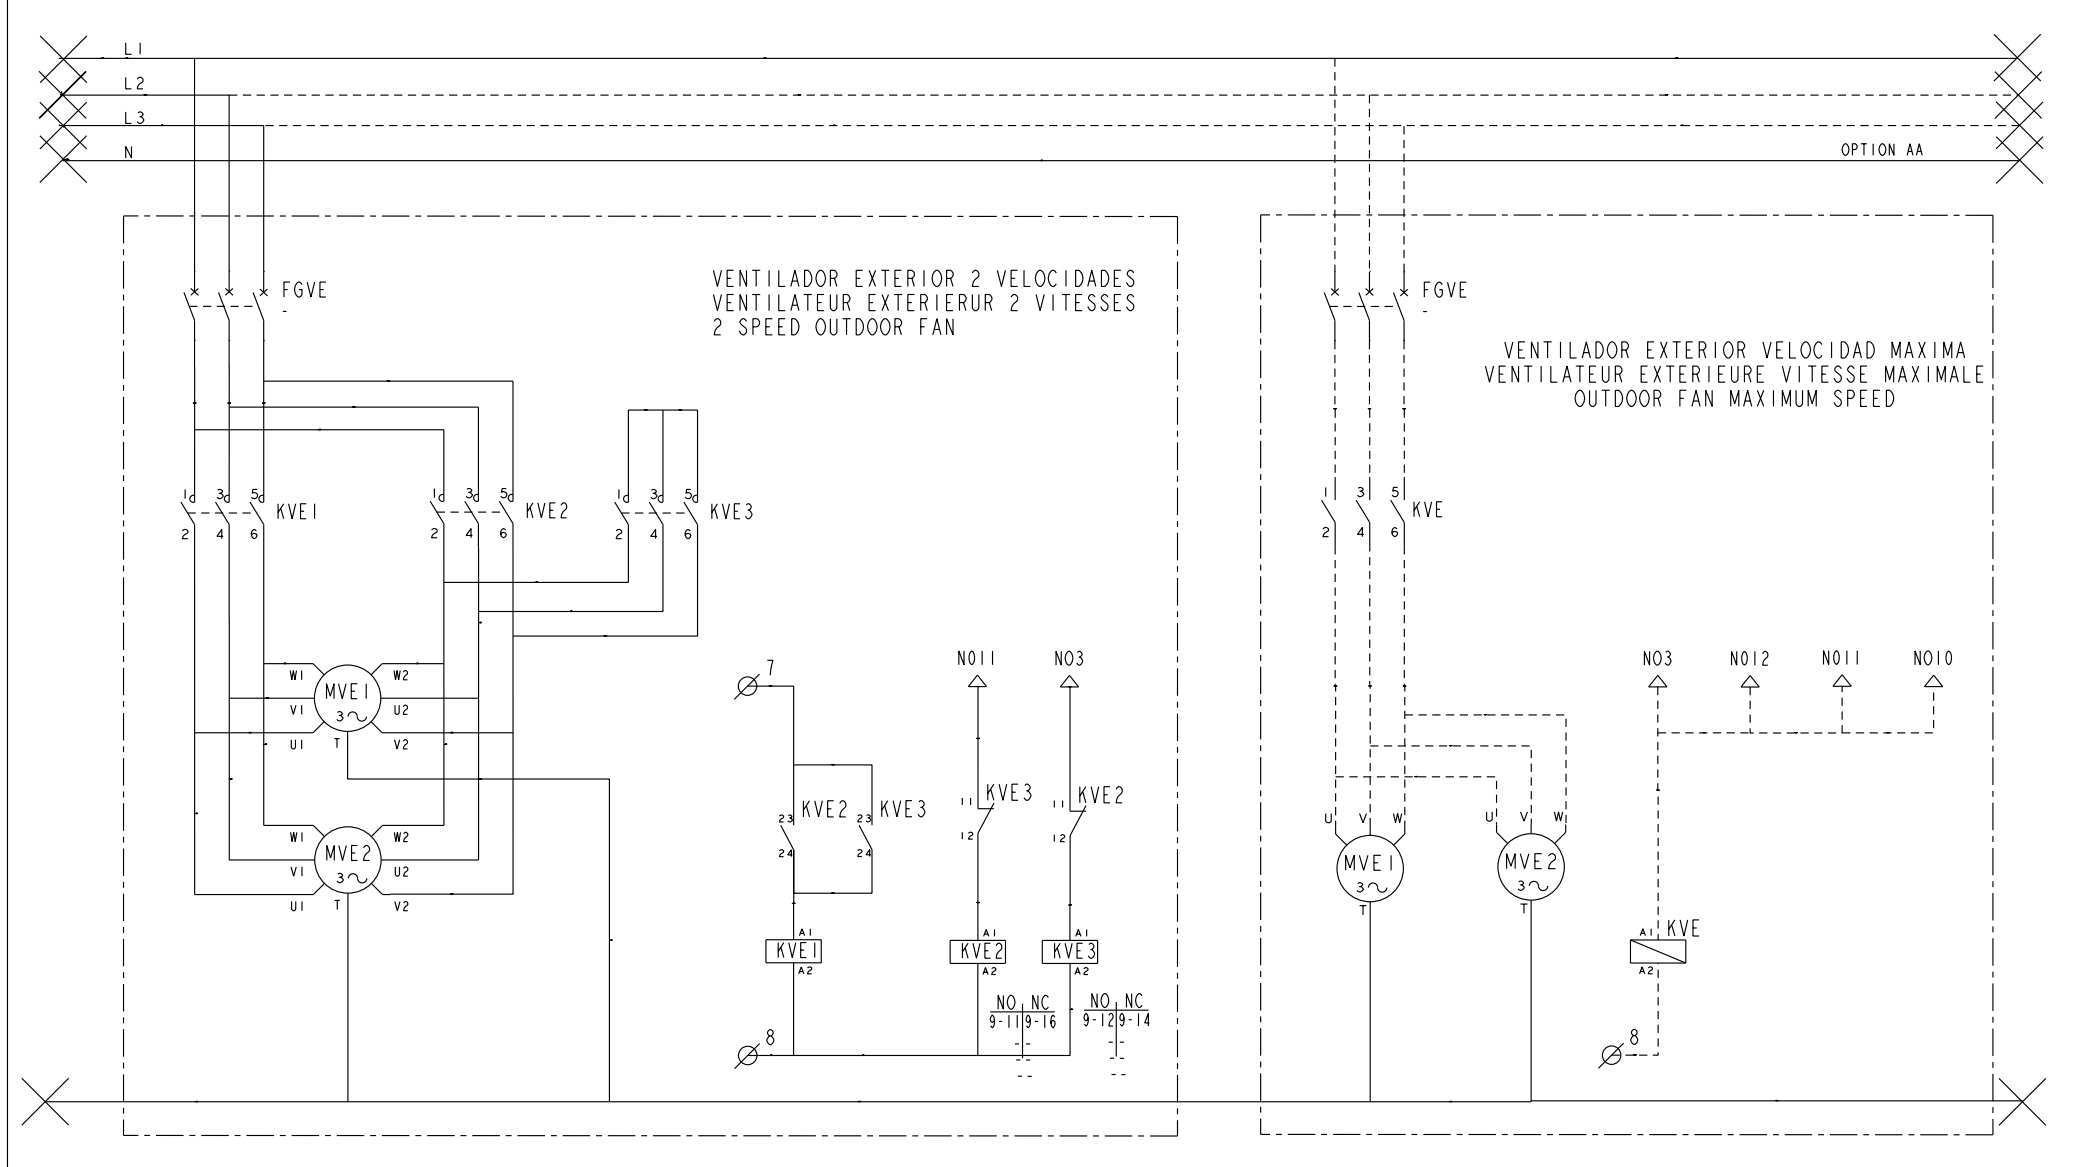 L1
L2
L3
N
OPTION AA
FGVE
-
VENTILADOR EXTERIOR 2 VELOCIDADES
VENTILATEUR EXTERIERUR 2 VITESSES
2 SPEED OUTDOOR FAN
1 3 5
KVE1
2 4 6
1 3 5
KVE2
2 4 6
1 3 5
KVE3
2 4 6
W1 W2
MVE1
3~
V1 U2
U1 T V2
W1 W2
MVE2
3~
V1 U2
U1 T V2
7
NO11
NO3
23 KVE2
24
23 KVE3
24
11 KVE3
12
11 KVE2
12
A1
KVE1
A2
A1
KVE2
A2
A1
KVE3
A2
NO NC
9-11 9-16
-- --
--
NO NC
9-12 9-14
-- --
--
8
FGVE
-
VENTILADOR EXTERIOR VELOCIDAD MAXIMA
VENTILATEUR EXTERIEURE VITESSE MAXIMALE
OUTDOOR FAN MAXIMUM SPEED
1 3 5
KVE
2 4 6
NO3 NO12 NO11 NO10
U V W
MVE1
3~
T
U V W
MVE2
3~
T
A1 KVE
A2
8